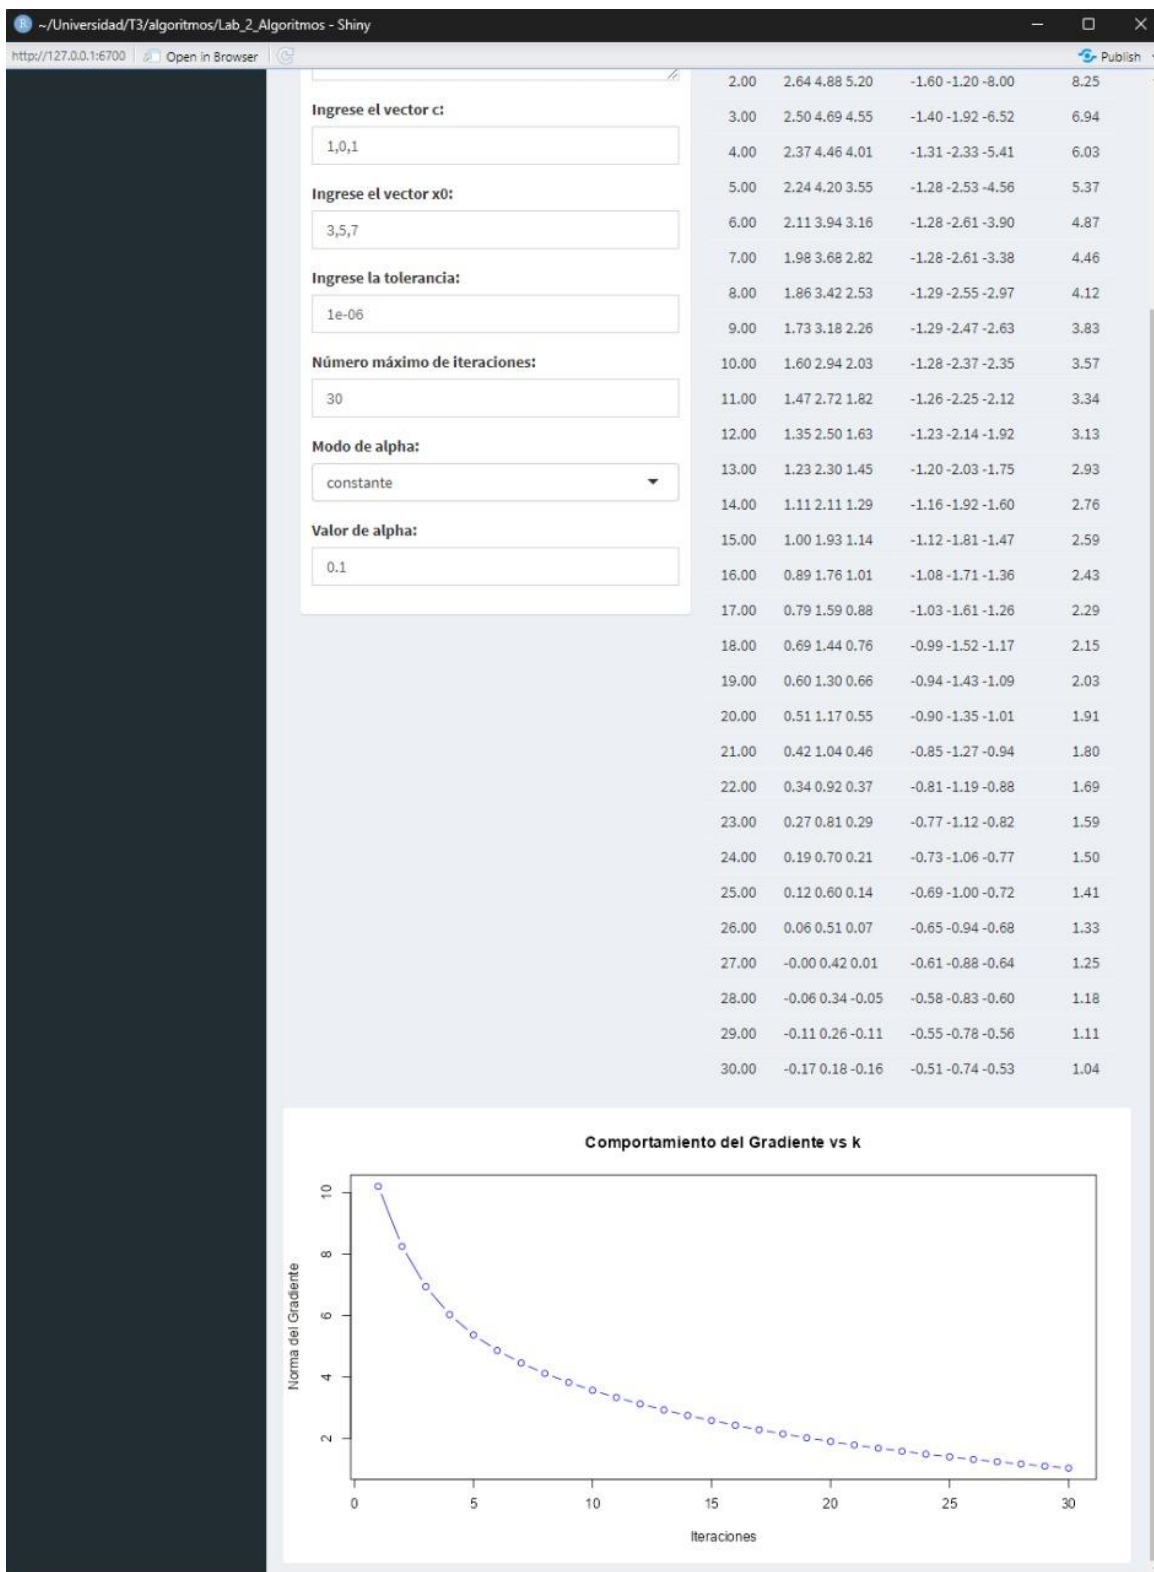 ~/Universidad/T3/algoritmos/Lab_2_Algoritmos - Shiny
http://127.0.0.1:6700 Open in Browser Publish
Ingrese el vector c:
1,0,1
Ingrese el vector x0:
3,5,7
Ingrese la tolerancia:
1e-06
Número máximo de iteraciones:
30
Modo de alpha:
constante
Valor de alpha:
0.1
2.00 2.64 4.88 5.20 -1.60 -1.20 -8.00 8.25
3.00 2.50 4.69 4.55 -1.40 -1.92 -6.52 6.94
4.00 2.37 4.46 4.01 -1.31 -2.33 -5.41 6.03
5.00 2.24 4.20 3.55 -1.28 -2.53 -4.56 5.37
6.00 2.11 3.94 3.16 -1.28 -2.61 -3.90 4.87
7.00 1.98 3.68 2.82 -1.28 -2.61 -3.38 4.46
8.00 1.86 3.42 2.53 -1.29 -2.55 -2.97 4.12
9.00 1.73 3.18 2.26 -1.29 -2.47 -2.63 3.83
10.00 1.60 2.94 2.03 -1.28 -2.37 -2.35 3.57
11.00 1.47 2.72 1.82 -1.26 -2.25 -2.12 3.34
12.00 1.35 2.50 1.63 -1.23 -2.14 -1.92 3.13
13.00 1.23 2.30 1.45 -1.20 -2.03 -1.75 2.93
14.00 1.11 2.11 1.29 -1.16 -1.92 -1.60 2.76
15.00 1.00 1.93 1.14 -1.12 -1.81 -1.47 2.59
16.00 0.89 1.76 1.01 -1.08 -1.71 -1.36 2.43
17.00 0.79 1.59 0.88 -1.03 -1.61 -1.26 2.29
18.00 0.69 1.44 0.76 -0.99 -1.52 -1.17 2.15
19.00 0.60 1.30 0.66 -0.94 -1.43 -1.09 2.03
20.00 0.51 1.17 0.55 -0.90 -1.35 -1.01 1.91
21.00 0.42 1.04 0.46 -0.85 -1.27 -0.94 1.80
22.00 0.34 0.92 0.37 -0.81 -1.19 -0.88 1.69
23.00 0.27 0.81 0.29 -0.77 -1.12 -0.82 1.59
24.00 0.19 0.70 0.21 -0.73 -1.06 -0.77 1.50
25.00 0.12 0.60 0.14 -0.69 -1.00 -0.72 1.41
26.00 0.06 0.51 0.07 -0.65 -0.94 -0.68 1.33
27.00 -0.00 0.42 0.01 -0.61 -0.88 -0.64 1.25
28.00 -0.06 0.34 -0.05 -0.58 -0.83 -0.60 1.18
29.00 -0.11 0.26 -0.11 -0.55 -0.78 -0.56 1.11
30.00 -0.17 0.18 -0.16 -0.51 -0.74 -0.53 1.04
Comportamiento del Gradiente vs k
Norma del Gradiente
10
8
6
4
2
0 5 10 15 20 25 30
Iteraciones